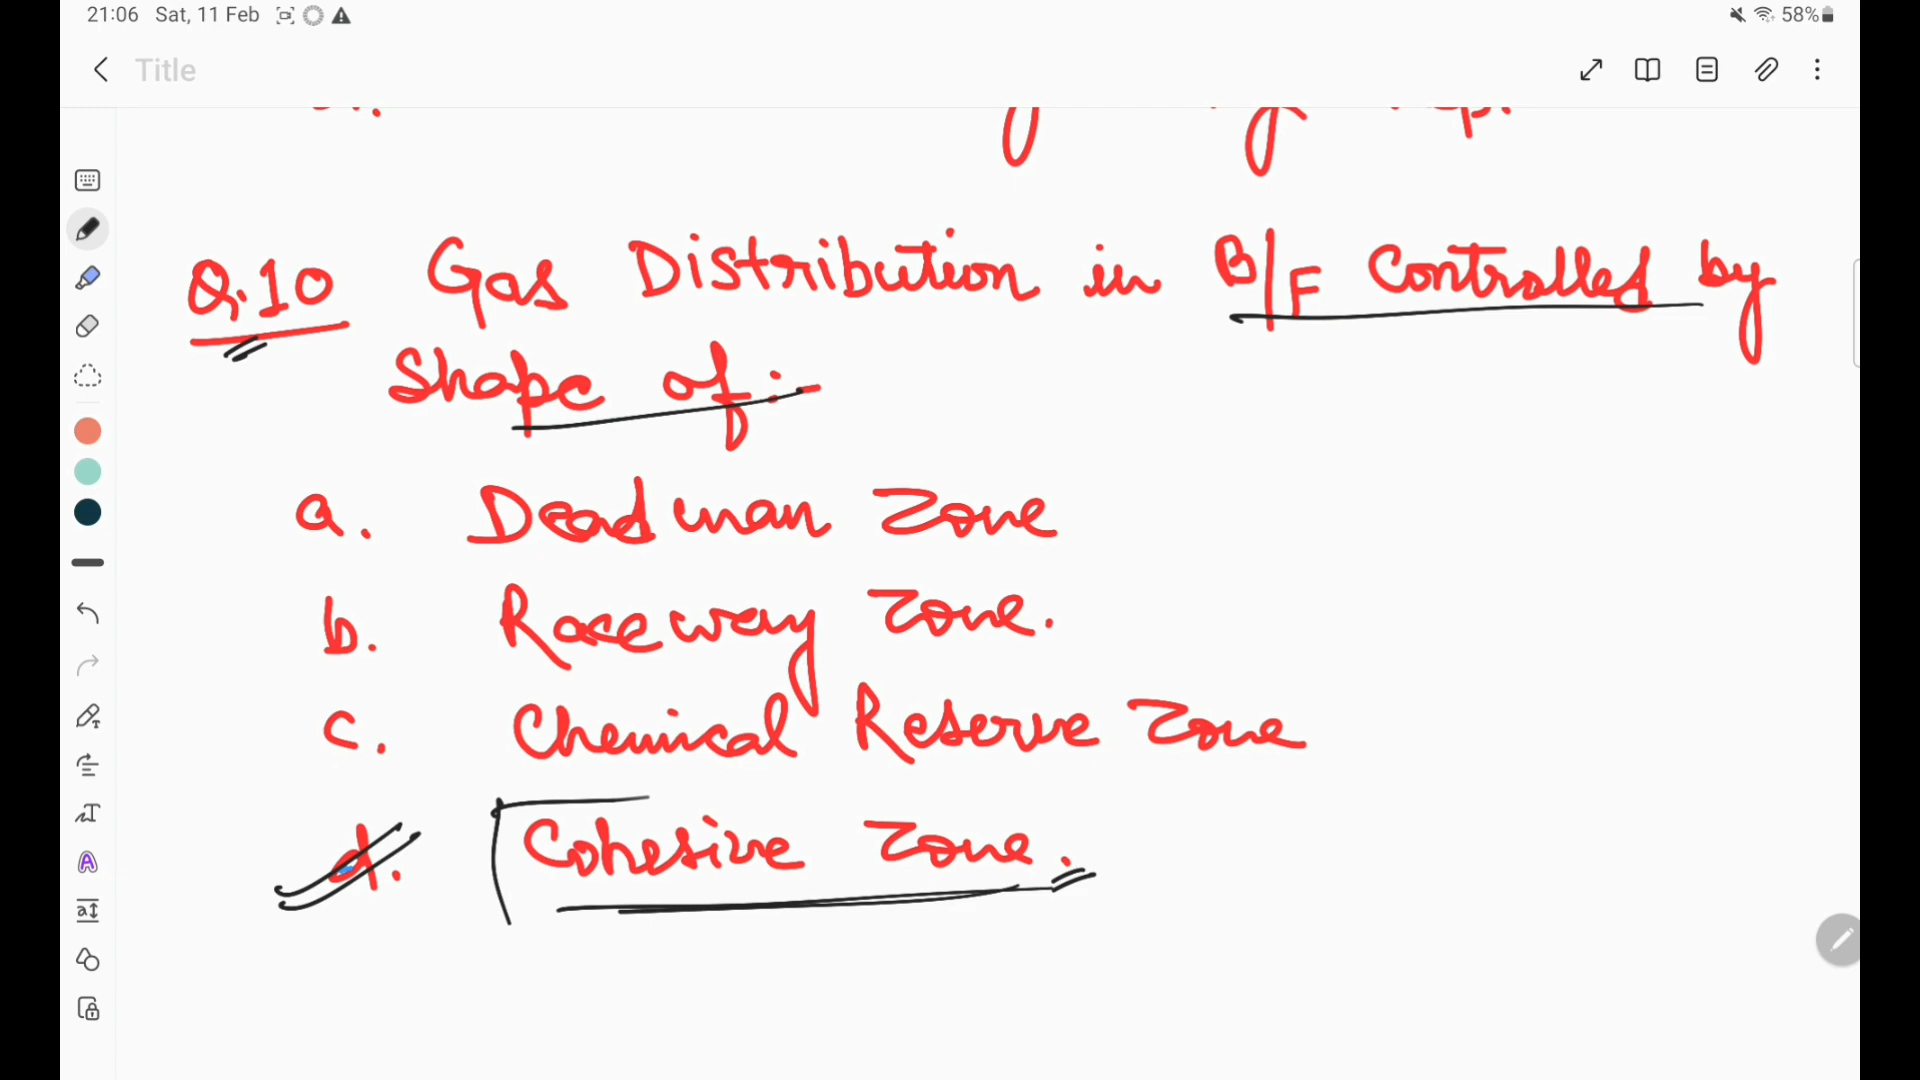 21:06 Sat, 11 Feb 58%
Title
Q.10 Gas Distribution in B/F Controlled by
Shape of :-
a. Deadman Zone
b. Raceway Zone.
c. Chemical Reserve Zone
d. Cohesive Zone.